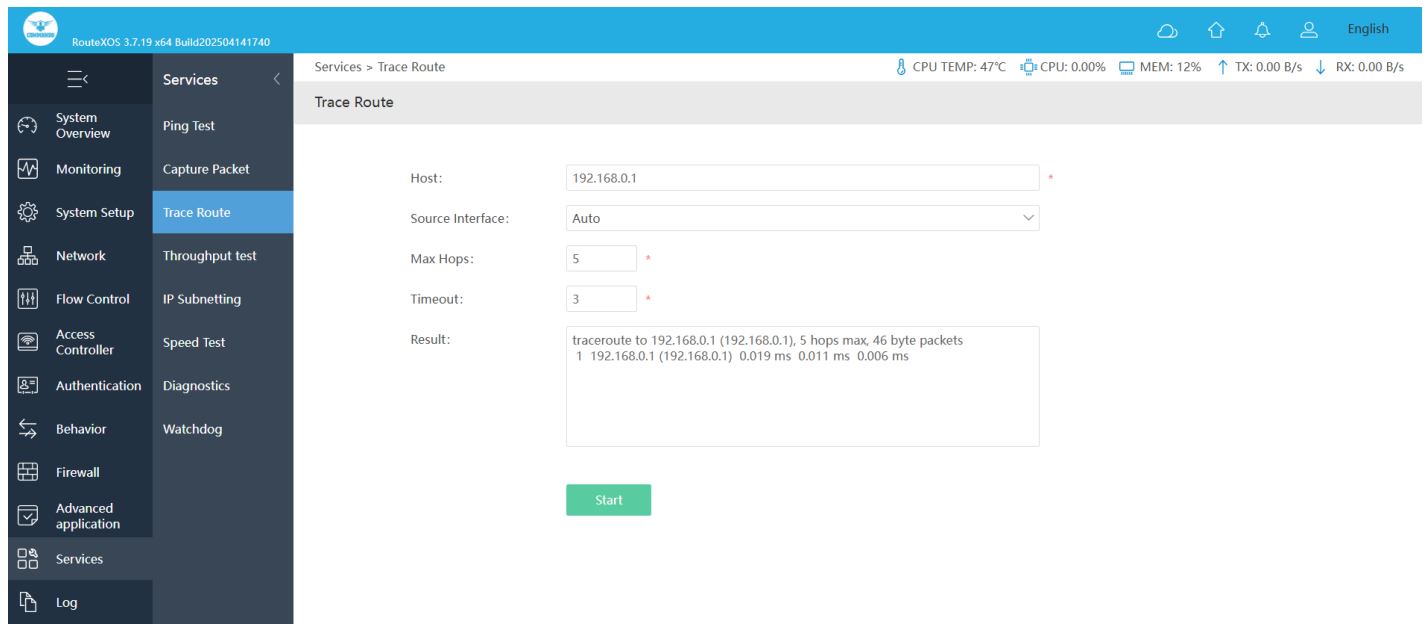 COMMANDO
RouteXOS 3.7.19 x64 Build202504141740
English
Services
Services > Trace Route
CPU TEMP: 47℃ CPU: 0.00% MEM: 12% TX: 0.00 B/s RX: 0.00 B/s
Trace Route
System
Overview
Monitoring
System Setup
Network
Flow Control
Access
Controller
Authentication
Behavior
Firewall
Advanced
application
Services
Log
Ping Test
Capture Packet
Trace Route
Throughput test
IP Subnetting
Speed Test
Diagnostics
Watchdog
Host: 192.168.0.1 *
Source Interface: Auto
Max Hops: 5 *
Timeout: 3 *
Result:
traceroute to 192.168.0.1 (192.168.0.1), 5 hops max, 46 byte packets
1 192.168.0.1 (192.168.0.1) 0.019 ms 0.011 ms 0.006 ms
Start